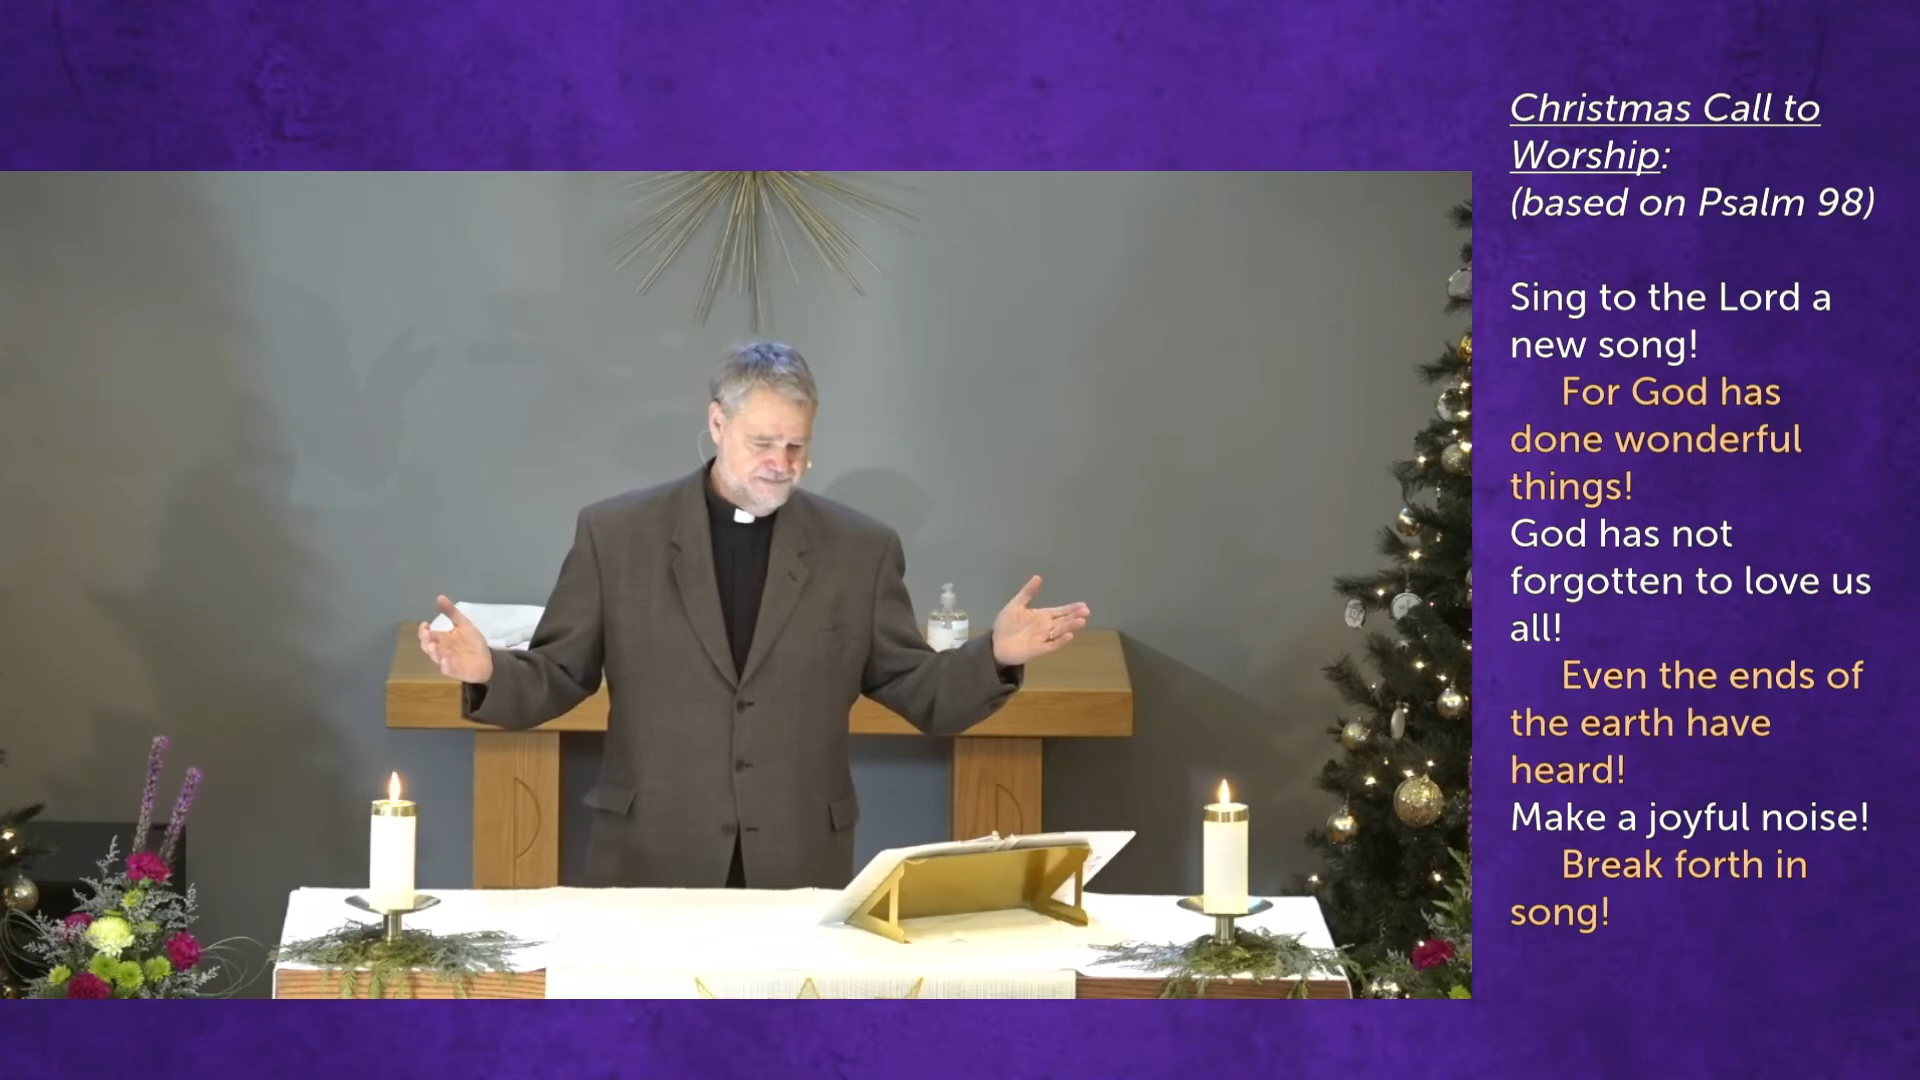 Christmas Call to
Worship:
(based on Psalm 98)
Sing to the Lord a
new song!
For God has
done wonderful
things!
God has not
forgotten to love us
all!
Even the ends of
the earth have
heard!
Make a joyful noise!
Break forth in
song!